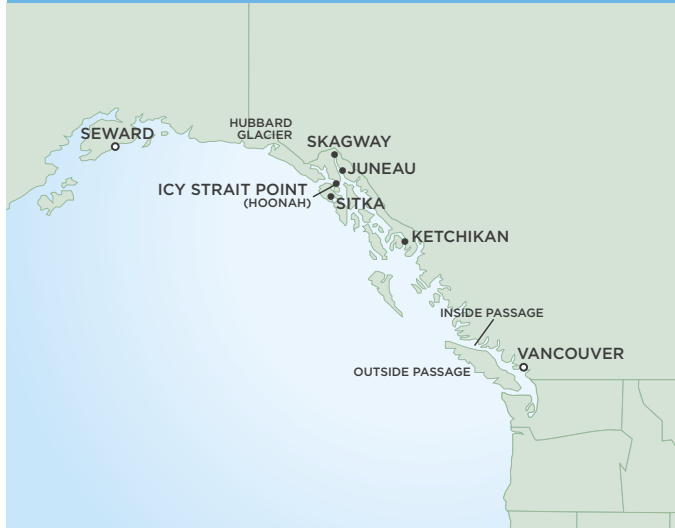 HUBBARD
GLACIER
SEWARD
SKAGWAY
JUNEAU
ICY STRAIT POINT
(HOONAH)
SITKA
KETCHIKAN
INSIDE PASSAGE
VANCOUVER
OUTSIDE PASSAGE